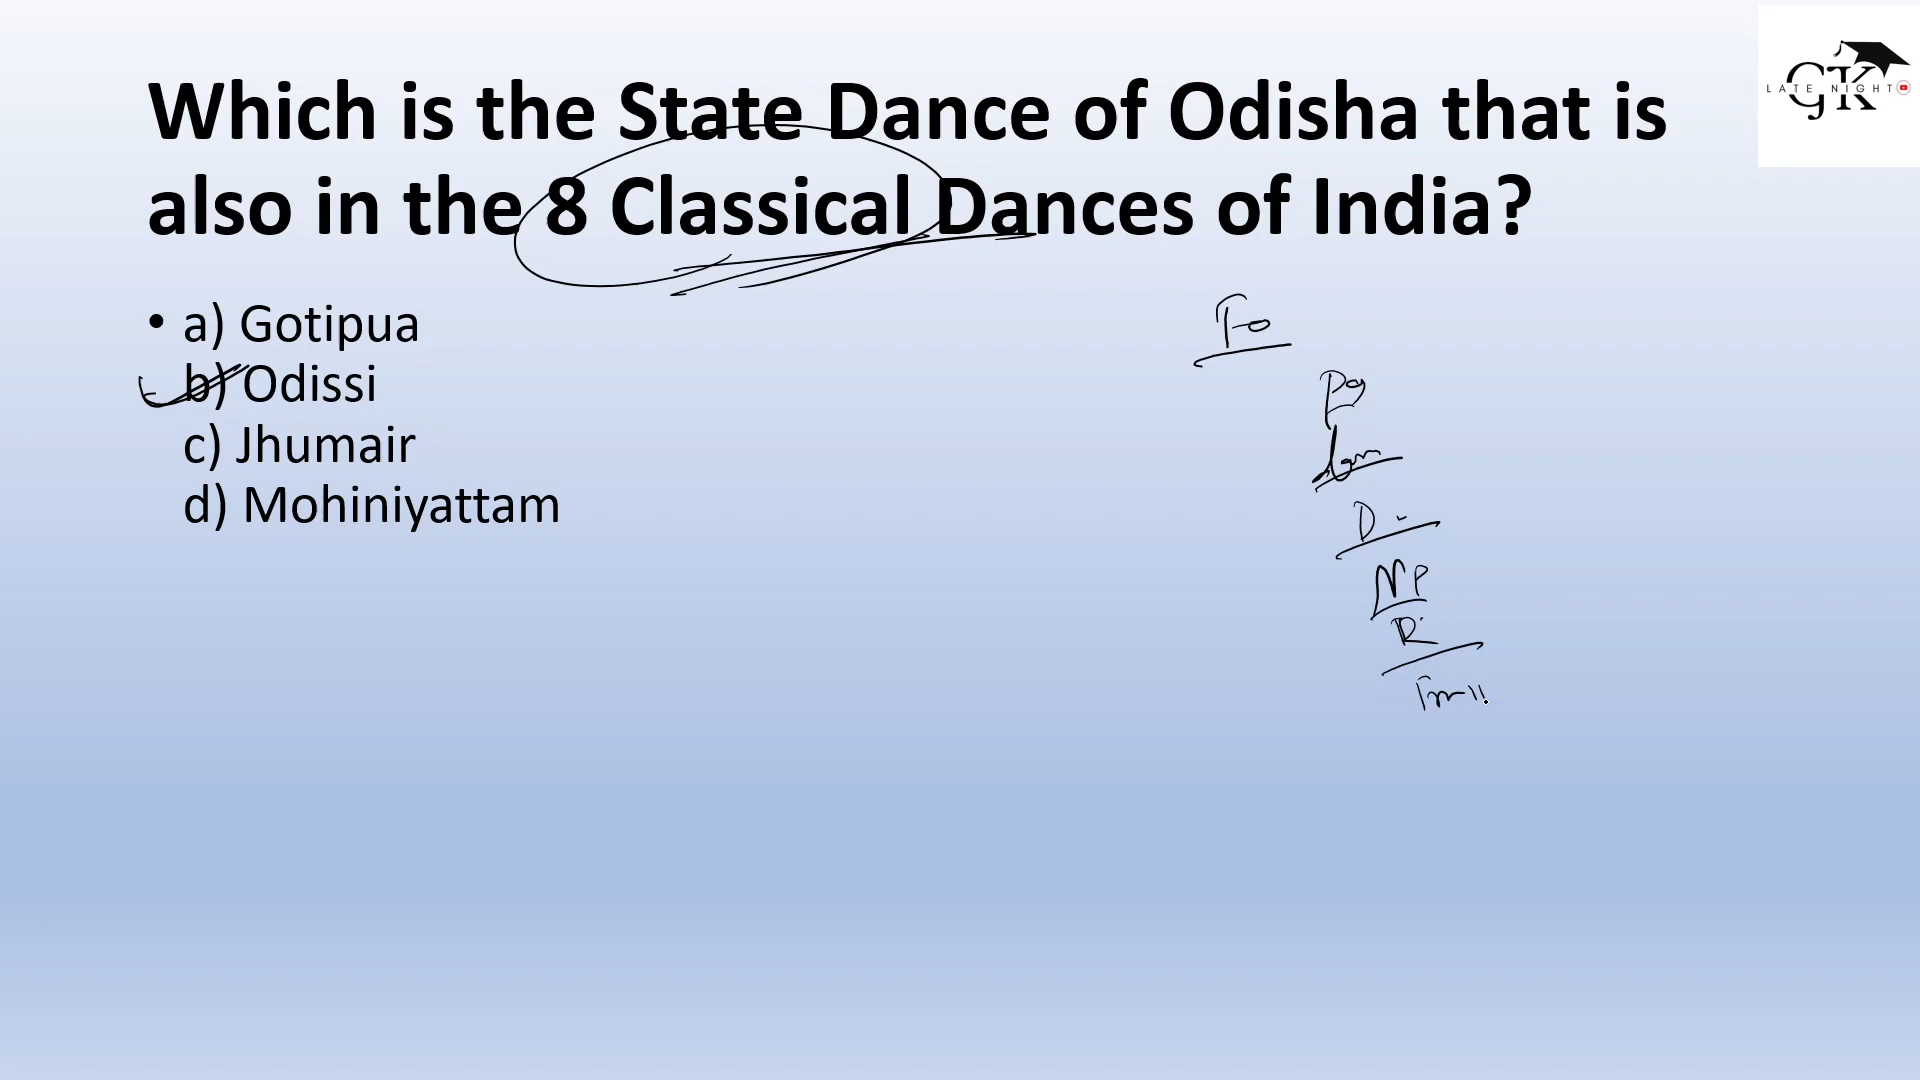 Which is the State Dance of Odisha that is
also in the 8 Classical Dances of India?
• a) Gotipua
b) Odissi
c) Jhumair
d) Mohiniyattam
GK
LATE NIGHT
D
NP
R